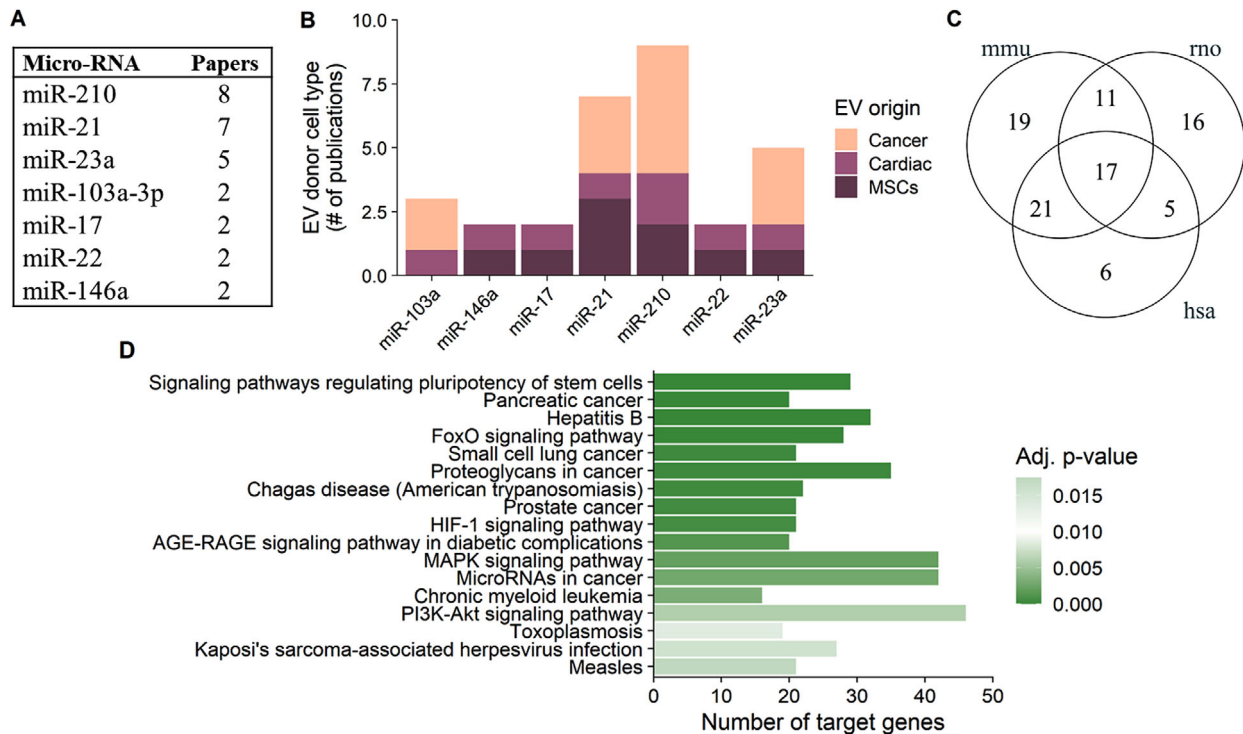 A
Micro-RNA Papers
miR-210 8
miR-21 7
miR-23a 5
miR-103a-3p 2
miR-17 2
miR-22 2
miR-146a 2
B
EV donor cell type
(# of publications)
10.0
7.5
5.0
2.5
0.0
miR-103a
miR-146a
miR-17
miR-21
miR-210
miR-22
miR-23a
EV origin
Cancer
Cardiac
MSCs
C
mmu
rno
11
19
16
17
21
5
6
hsa
D
Signaling pathways regulating pluripotency of stem cells
Pancreatic cancer
Hepatitis B
FoxO signaling pathway
Small cell lung cancer
Proteoglycans in cancer
Chagas disease (American trypanosomiasis)
Prostate cancer
HIF-1 signaling pathway
AGE-RAGE signaling pathway in diabetic complications
MAPK signaling pathway
MicroRNAs in cancer
Chronic myeloid leukemia
PI3K-Akt signaling pathway
Toxoplasmosis
Kaposi's sarcoma-associated herpesvirus infection
Measles
0 10 20 30 40 50
Number of target genes
Adj. p-value
0.015
0.010
0.005
0.000